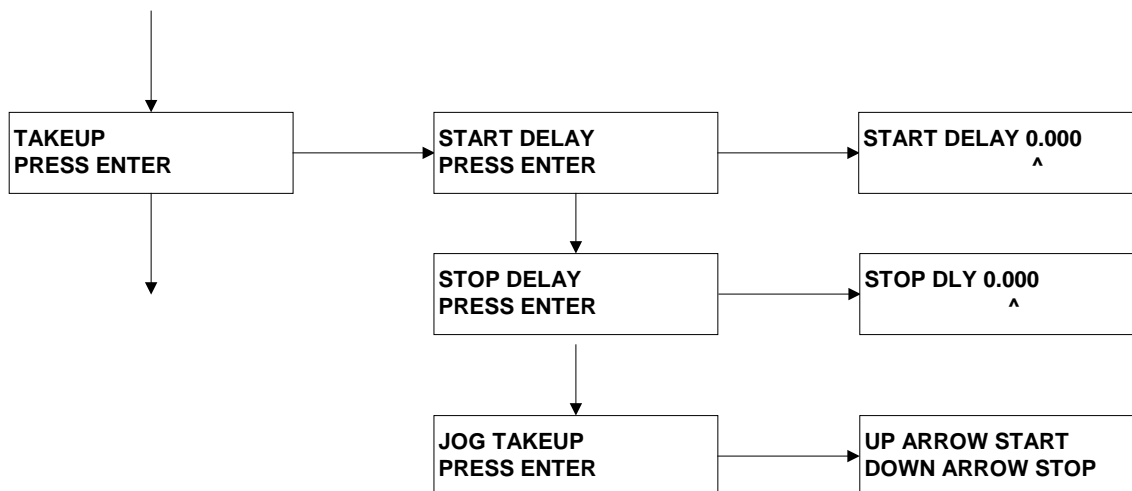 TAKEUP
PRESS ENTER
START DELAY
PRESS ENTER
START DELAY 0.000
^
STOP DELAY
PRESS ENTER
STOP DLY 0.000
^
JOG TAKEUP
PRESS ENTER
UP ARROW START
DOWN ARROW STOP